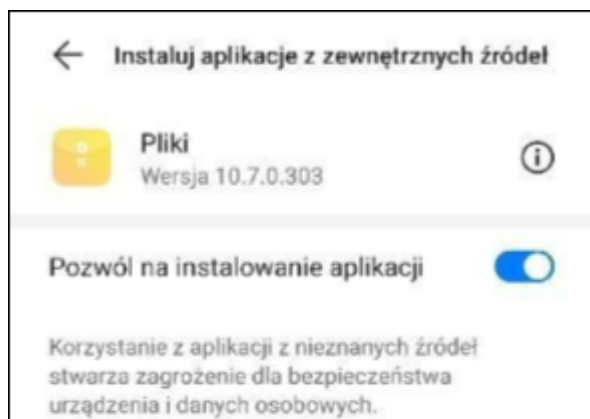 Instaluj aplikacje z zewnętrznych źródeł
Pliki
Wersja 10.7.0.303
Pozwól na instalowanie aplikacji
Korzystanie z aplikacji z nieznanych źródeł
stwarza zagrożenie dla bezpieczeństwa
urządzenia i danych osobowych.